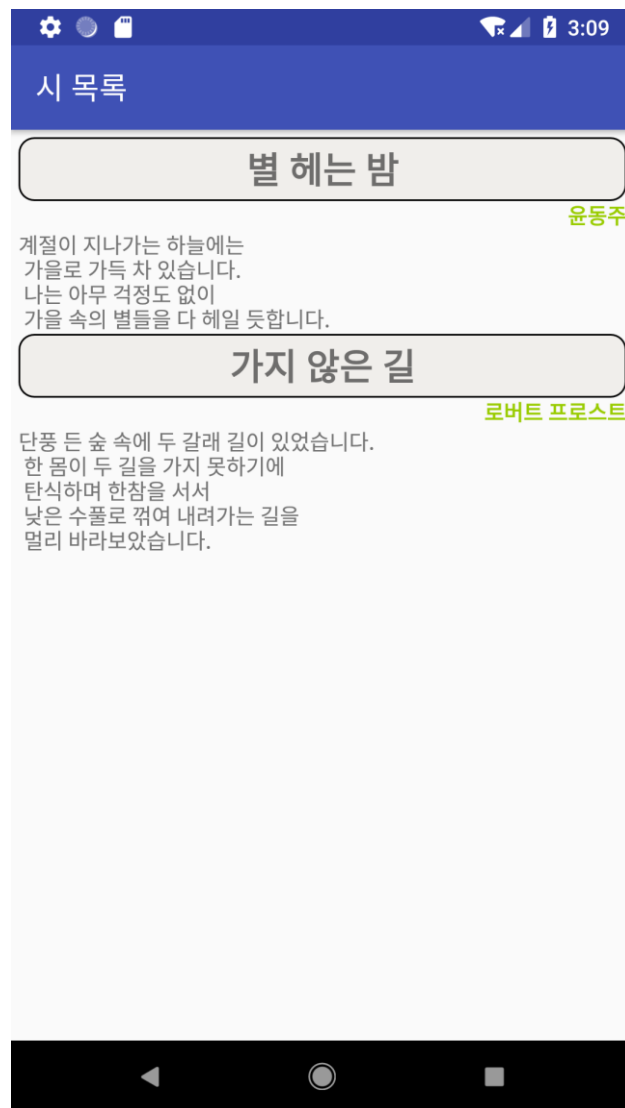 3:09
시 목록
별 헤는 밤
윤동주
계절이 지나가는 하늘에는
가을로 가득 차 있습니다.
나는 아무 걱정도 없이
가을 속의 별들을 다 헤일 듯합니다.
가지 않은 길
로버트 프로스트
단풍 든 숲 속에 두 갈래 길이 있었습니다.
한 몸이 두 길을 가지 못하기에
탄식하며 한참을 서서
낮은 수풀로 꺾여 내려가는 길을
멀리 바라보았습니다.